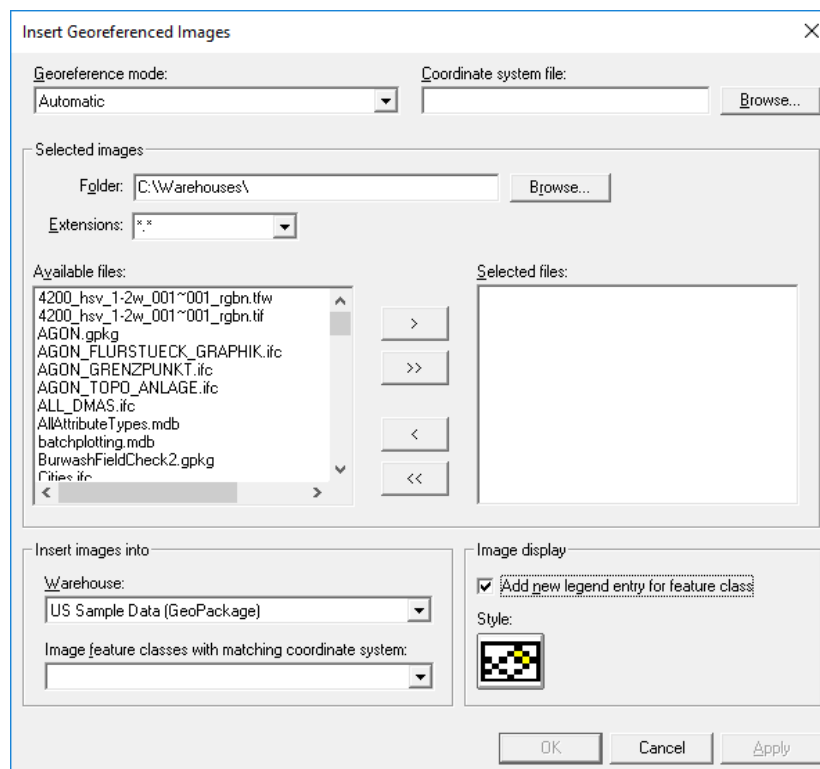 Insert Georeferenced Images
Georeference mode:
Coordinate system file:
Automatic
Browse...
Selected images
Folder:
C:\Warehouses\
Browse...
Extensions:
*.*
Available files:
Selected files:
4200_hsv_1-2w_001~001_rgbn.tfw
4200_hsv_1-2w_001~001_rgbn.tif
AGON.gpkg
AGON_FLURSTUECK_GRAPHIK.ifc
AGON_GRENZPUNKT.ifc
AGON_TOPO_ANLAGE.ifc
ALL_DMAS.ifc
AllAttributeTypes.mdb
batchplotting.mdb
BurwashFieldCheck2.gpkg
Cities.ifc
>
>>
<
<<
Insert images into
Warehouse:
US Sample Data (GeoPackage)
Image feature classes with matching coordinate system:
Image display
Add new legend entry for feature class
Style:
OK
Cancel
Apply